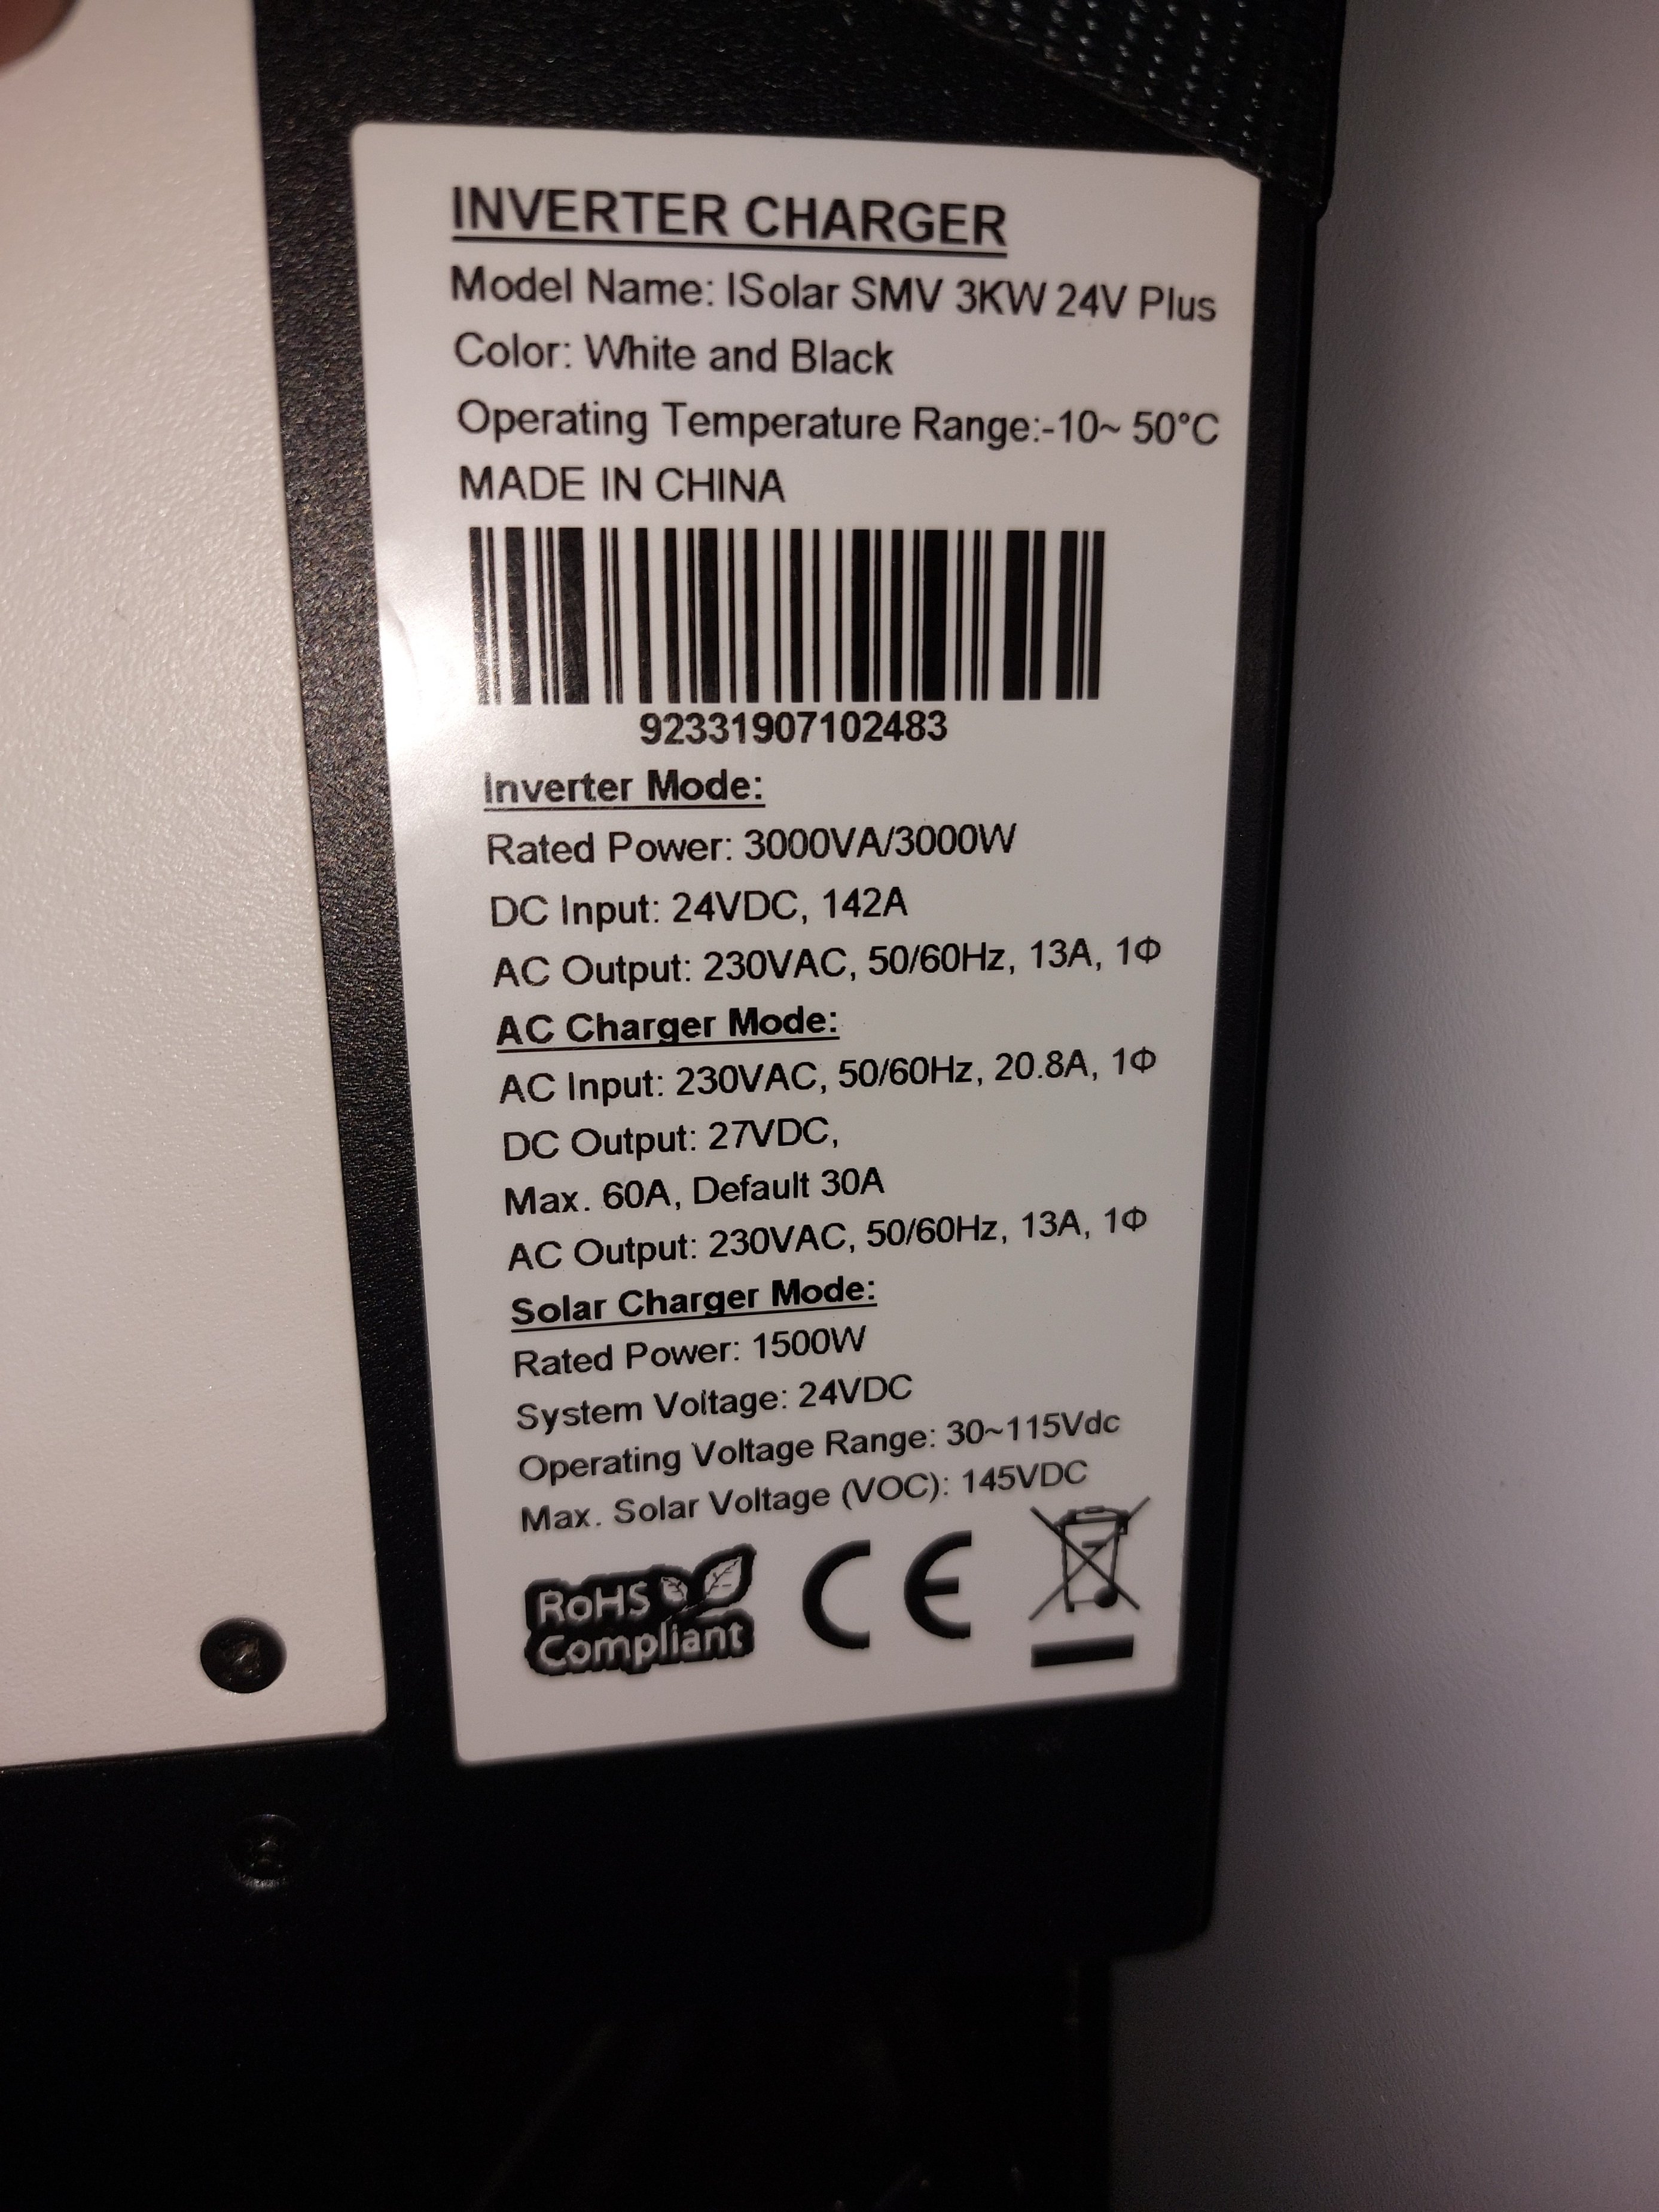 INVERTER CHARGER
Model Name: ISolar SMV 3KW 24V Plus
Color: White and Black
Operating Temperature Range:-10~ 50°C
MADE IN CHINA
92331907102483
Inverter Mode:
Rated Power: 3000VA/3000W
DC Input: 24VDC, 142A
AC Output: 230VAC, 50/60Hz, 13A, 1Φ
AC Charger Mode:
AC Input: 230VAC, 50/60Hz, 20.8A, 1Φ
DC Output: 27VDC,
Max. 60A, Default 30A
AC Output: 230VAC, 50/60Hz, 13A, 1Φ
Solar Charger Mode:
Rated Power: 1500W
System Voltage: 24VDC
Operating Voltage Range: 30~115Vdc
Max. Solar Voltage (VOC): 145VDC
RoHS
Compliant
CE